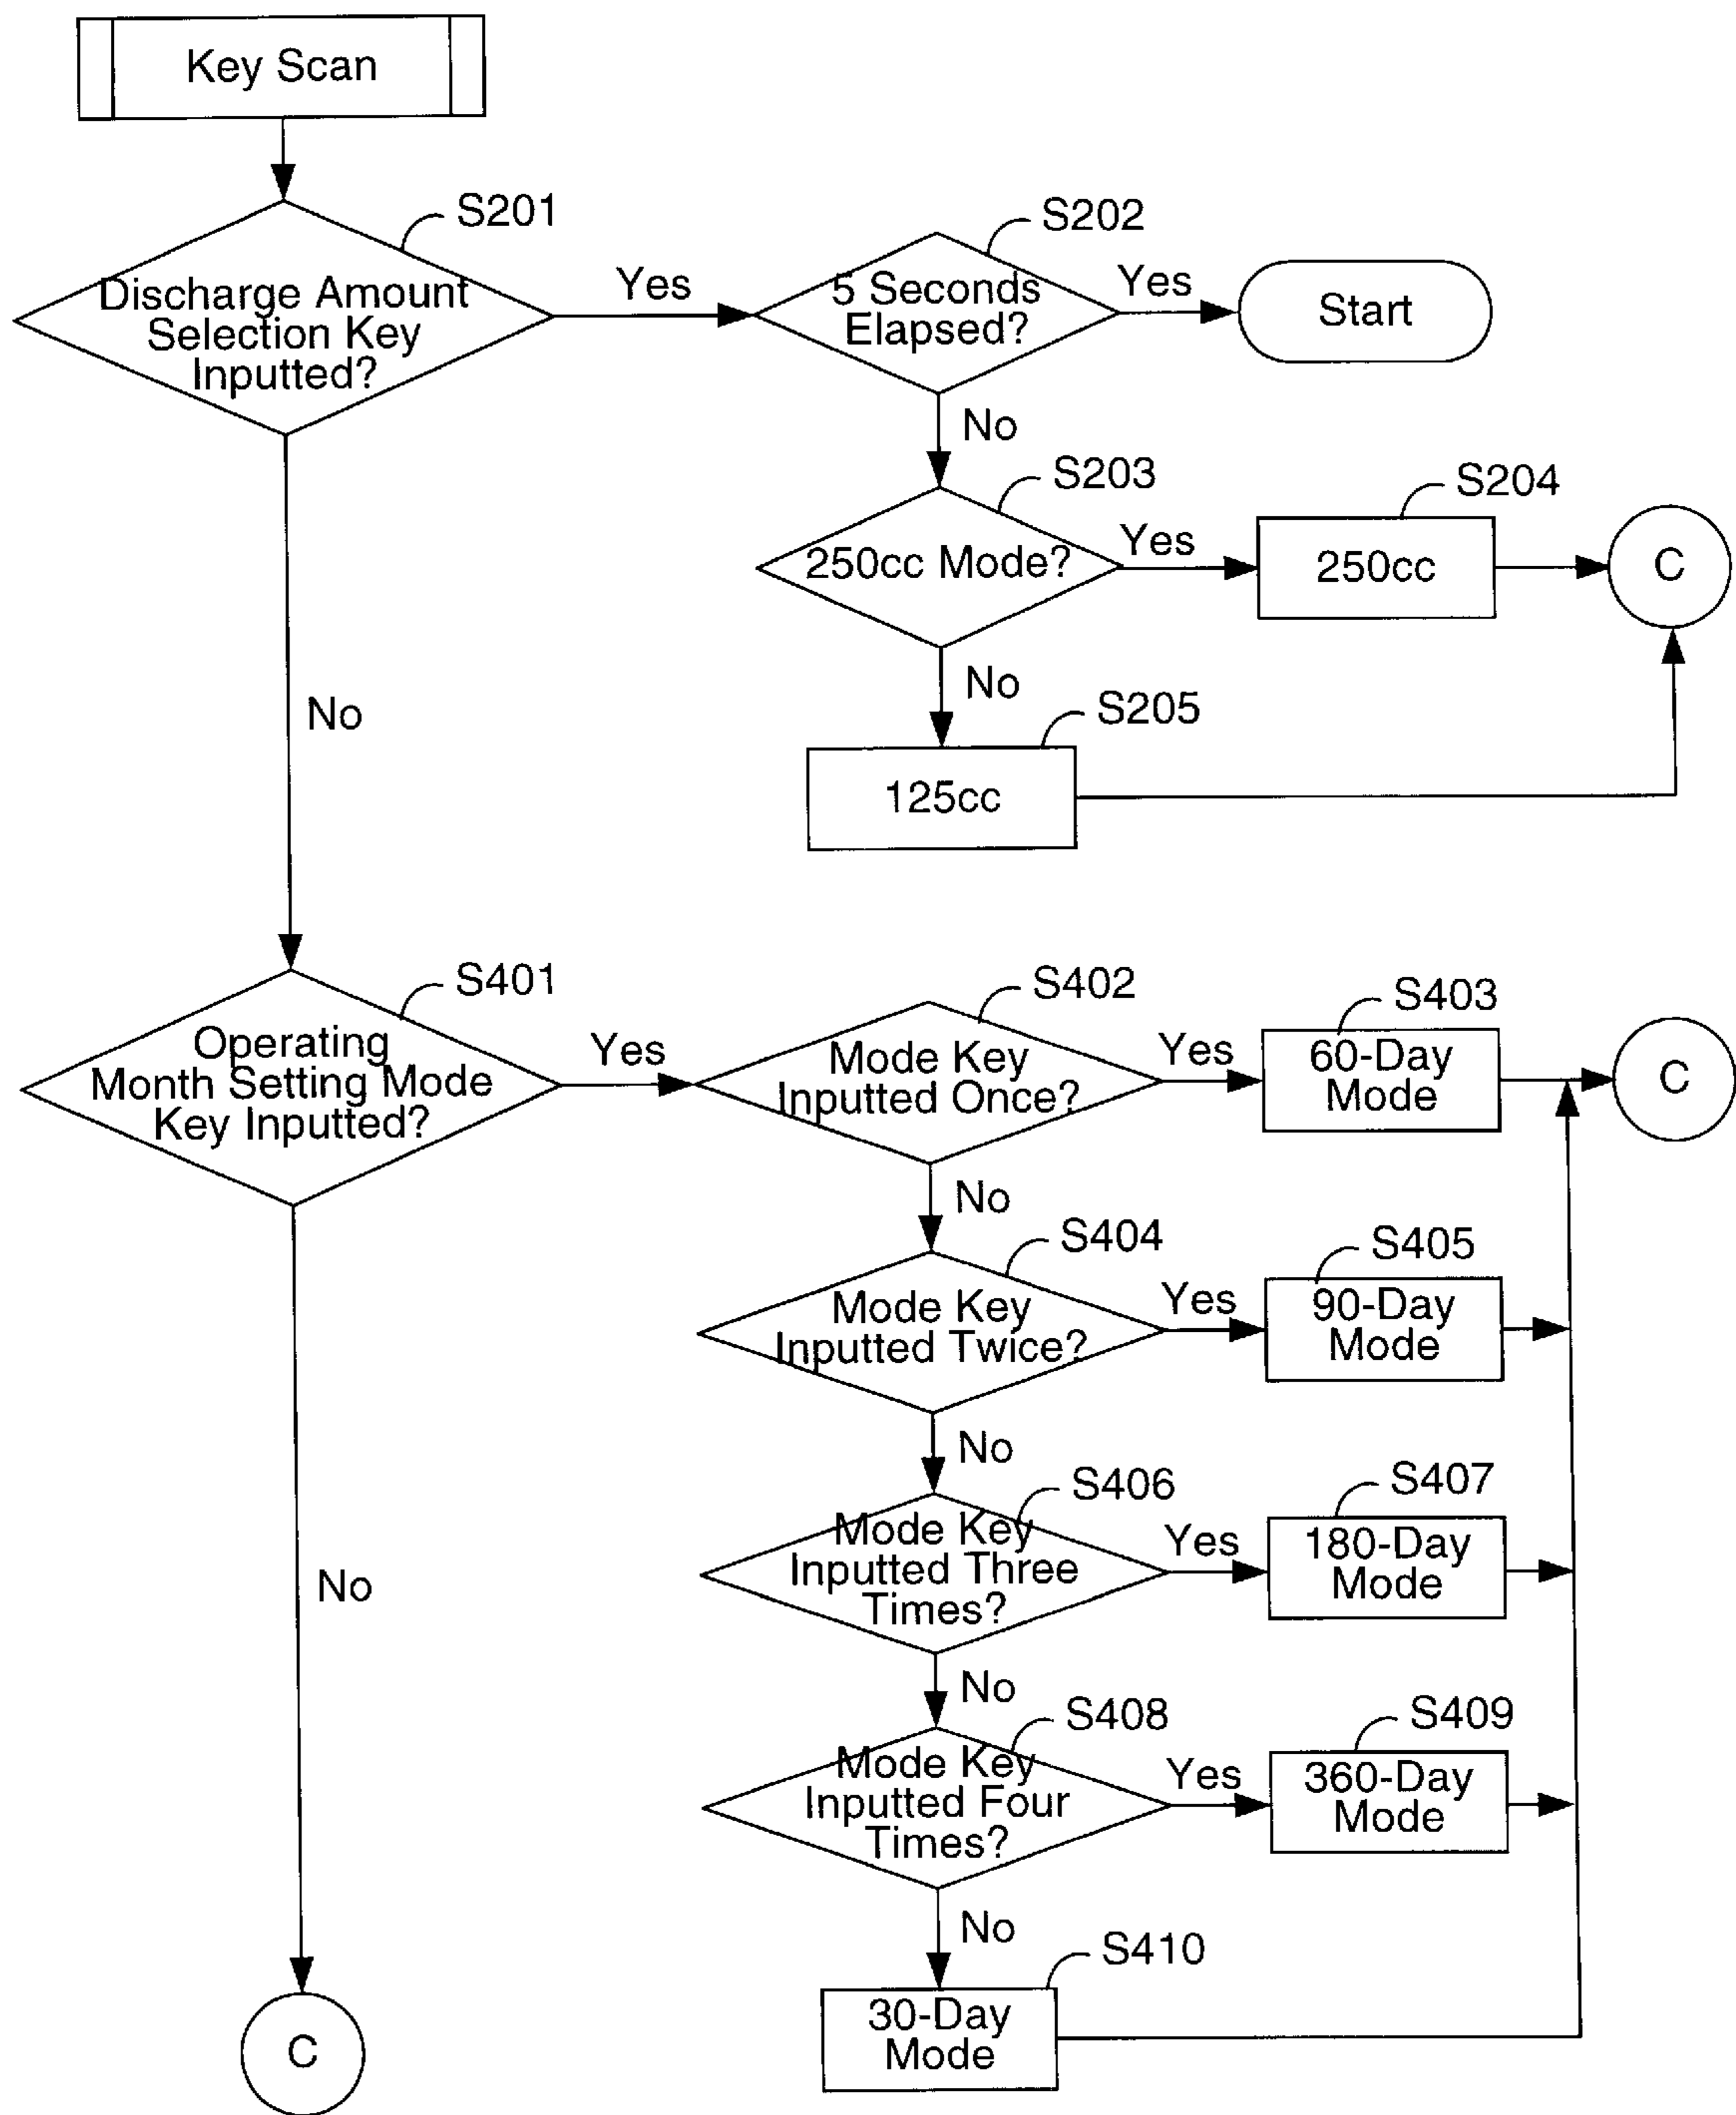 Key Scan
S201
Discharge Amount
Selection Key
Inputted?
Yes
S202
5 Seconds
Elapsed?
Yes
Start
No
S203
250cc Mode?
Yes
S204
250cc
C
No
S205
125cc
No
S401
Operating
Month Setting Mode
Key Inputted?
Yes
S402
Mode Key
Inputted Once?
Yes
S403
60-Day
Mode
C
No
S404
Mode Key
Inputted Twice?
Yes
S405
90-Day
Mode
No
S406
Mode Key
Inputted Three
Times?
Yes
S407
180-Day
Mode
No
S408
Mode Key
Inputted Four
Times?
Yes
S409
360-Day
Mode
No
S410
30-Day
Mode
No
C